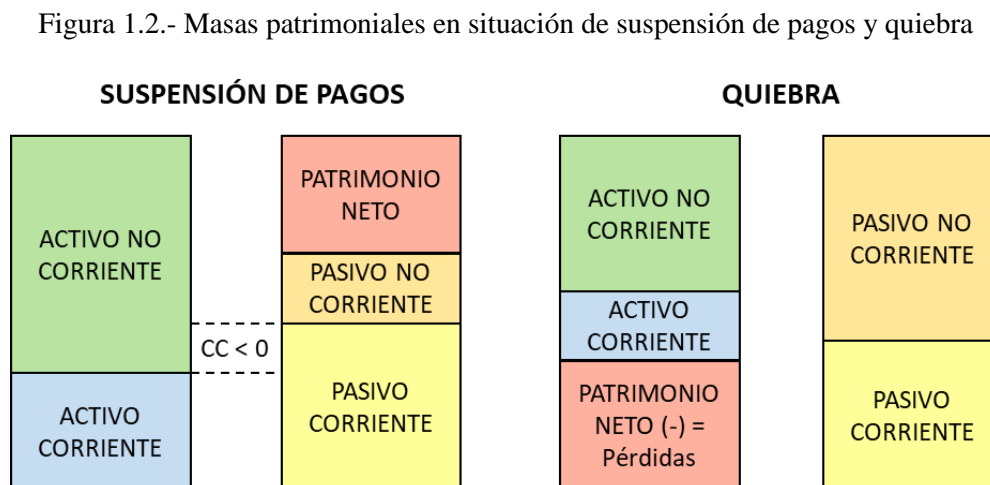 Figura 1.2.- Masas patrimoniales en situación de suspensión de pagos y quiebra
SUSPENSIÓN DE PAGOS
ACTIVO NO
CORRIENTE
ACTIVO
CORRIENTE
CC < 0
PATRIMONIO
NETO
PASIVO NO
CORRIENTE
PASIVO
CORRIENTE
QUIEBRA
ACTIVO NO
CORRIENTE
ACTIVO
CORRIENTE
PATRIMONIO
NETO (-) =
Pérdidas
PASIVO NO
CORRIENTE
PASIVO
CORRIENTE